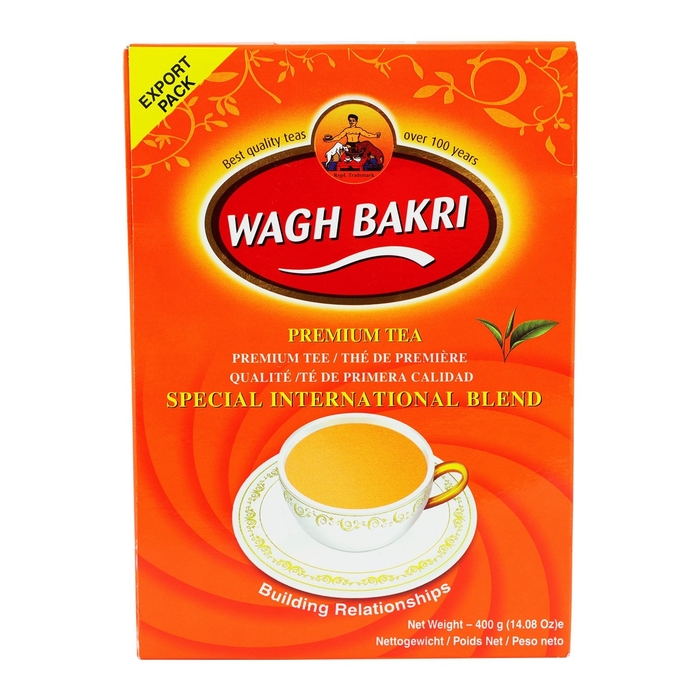 EXPORT
PACK
Best quality teas
over 100 years
Regd. Trademark
WAGH BAKRI
PREMIUM TEA
PREMIUM TEE / THÉ DE PREMIÈRE
QUALITÉ /TÉ DE PRIMERA CALIDAD
SPECIAL INTERNATIONAL BLEND
Building Relationships
Net Weight – 400 g (14.08 Oz)e
Nettogewicht / Poids Net / Peso neto